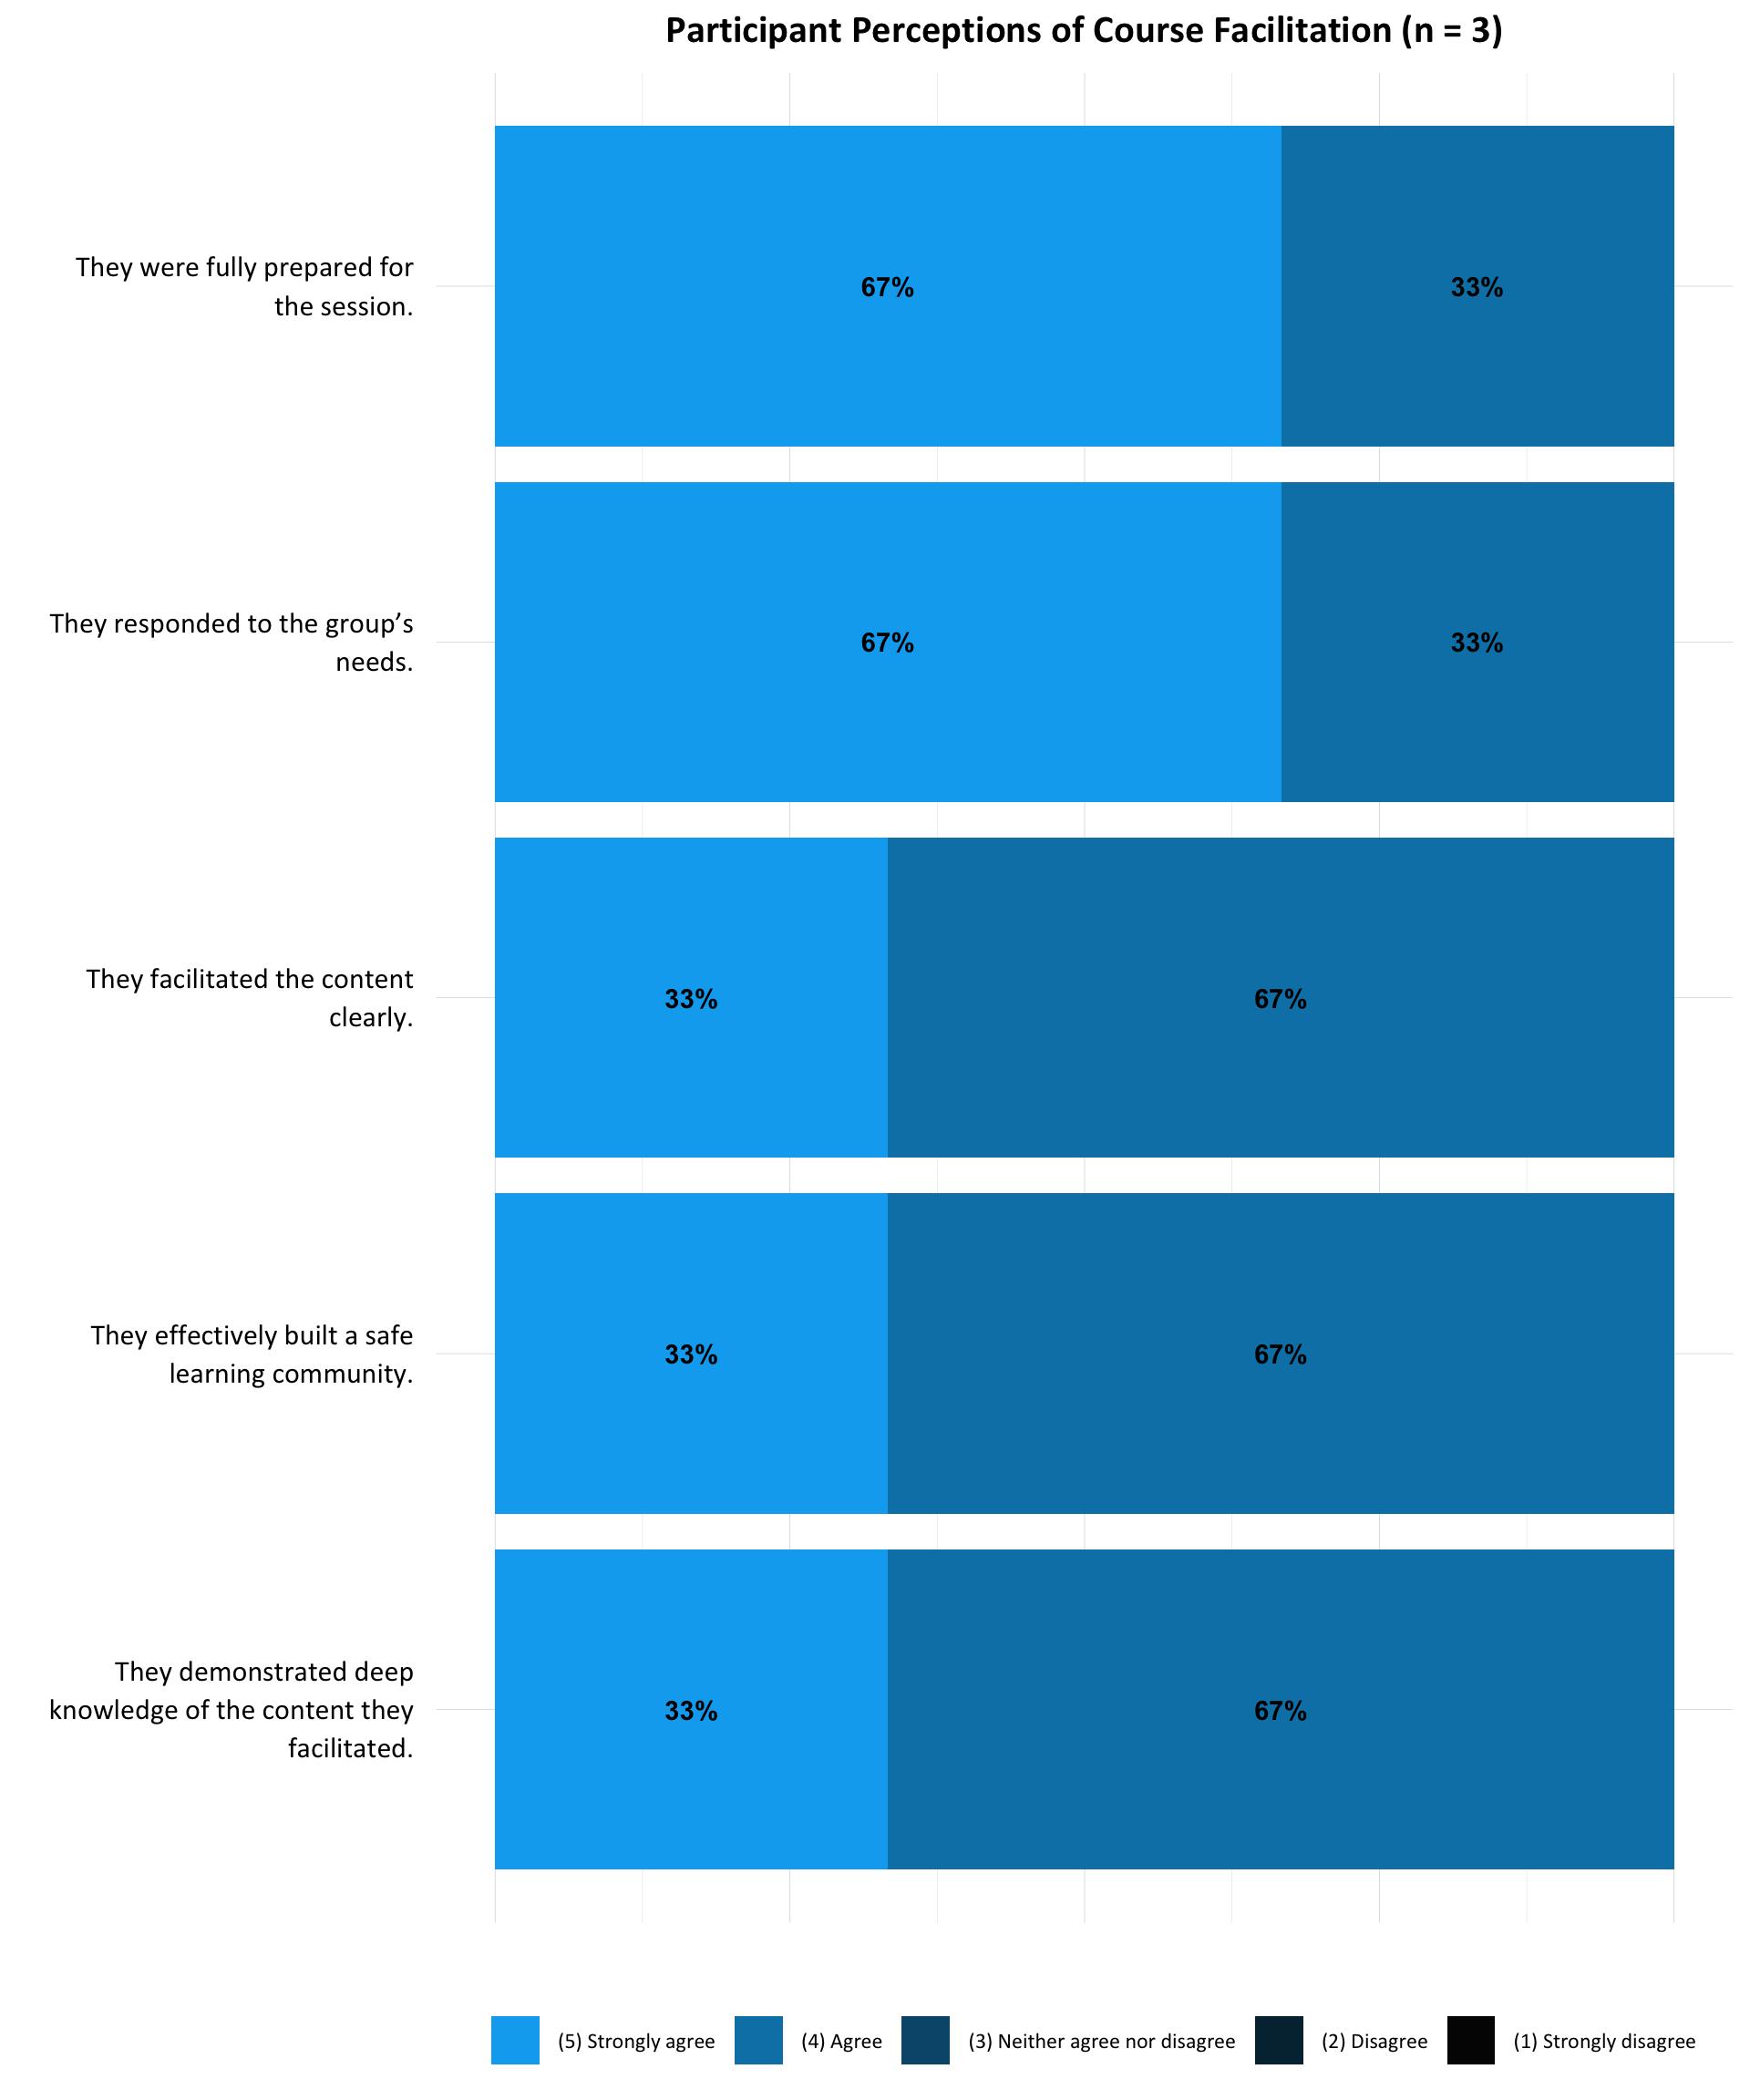 Participant Perceptions of Course Facilitation (n = 3)
They were fully prepared for
the session.
67%
33%
They responded to the group’s
needs.
67%
33%
They facilitated the content
clearly.
33%
67%
They effectively built a safe
learning community.
33%
67%
They demonstrated deep
knowledge of the content they
facilitated.
33%
67%
(5) Strongly agree
(4) Agree
(3) Neither agree nor disagree
(2) Disagree
(1) Strongly disagree